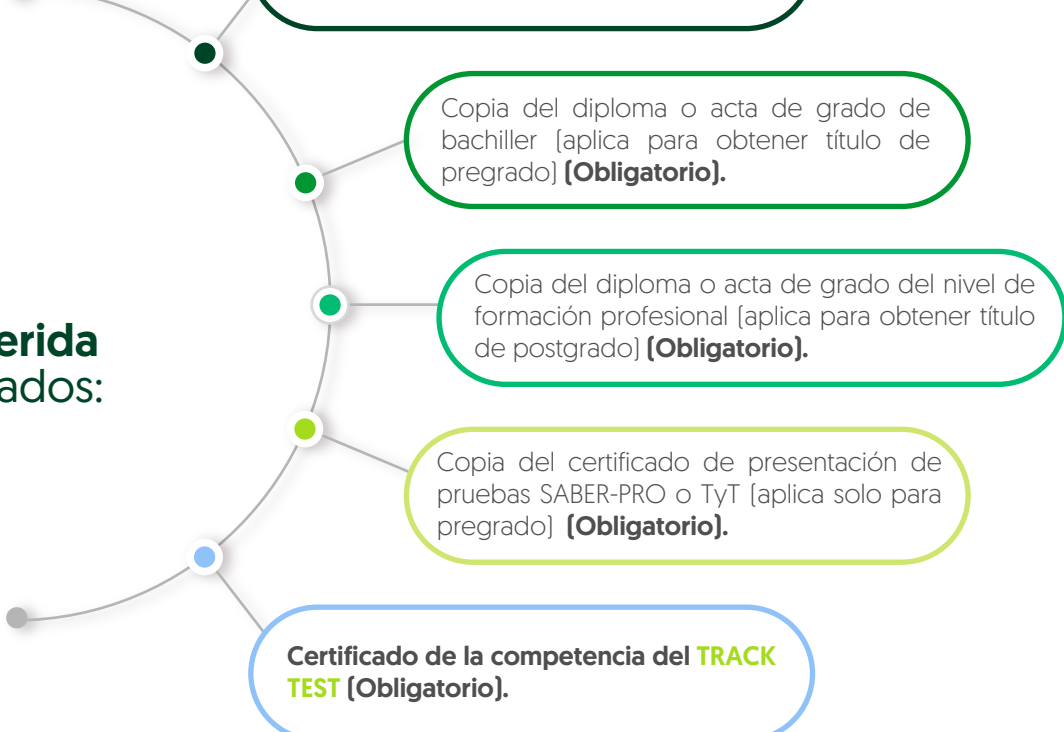 Copia del diploma o acta de grado de
bachiller (aplica para obtener título de
pregrado) (Obligatorio).
Copia del diploma o acta de grado del nivel de
formación profesional (aplica para obtener título
de postgrado) (Obligatorio).
erida
ados:
Copia del certificado de presentación de
pruebas SABER-PRO o TyT (aplica solo para
pregrado) (Obligatorio).
Certificado de la competencia del TRACK
TEST (Obligatorio).